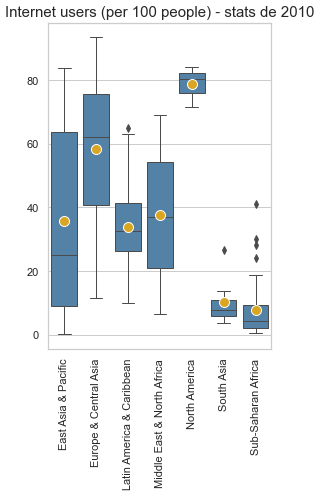 Internet users (per 100 people) - stats de 2010
80
60
40
20
0
East Asia & Pacific
Europe & Central Asia
Latin America & Caribbean
Middle East & North Africa
North America
South Asia
Sub-Saharan Africa